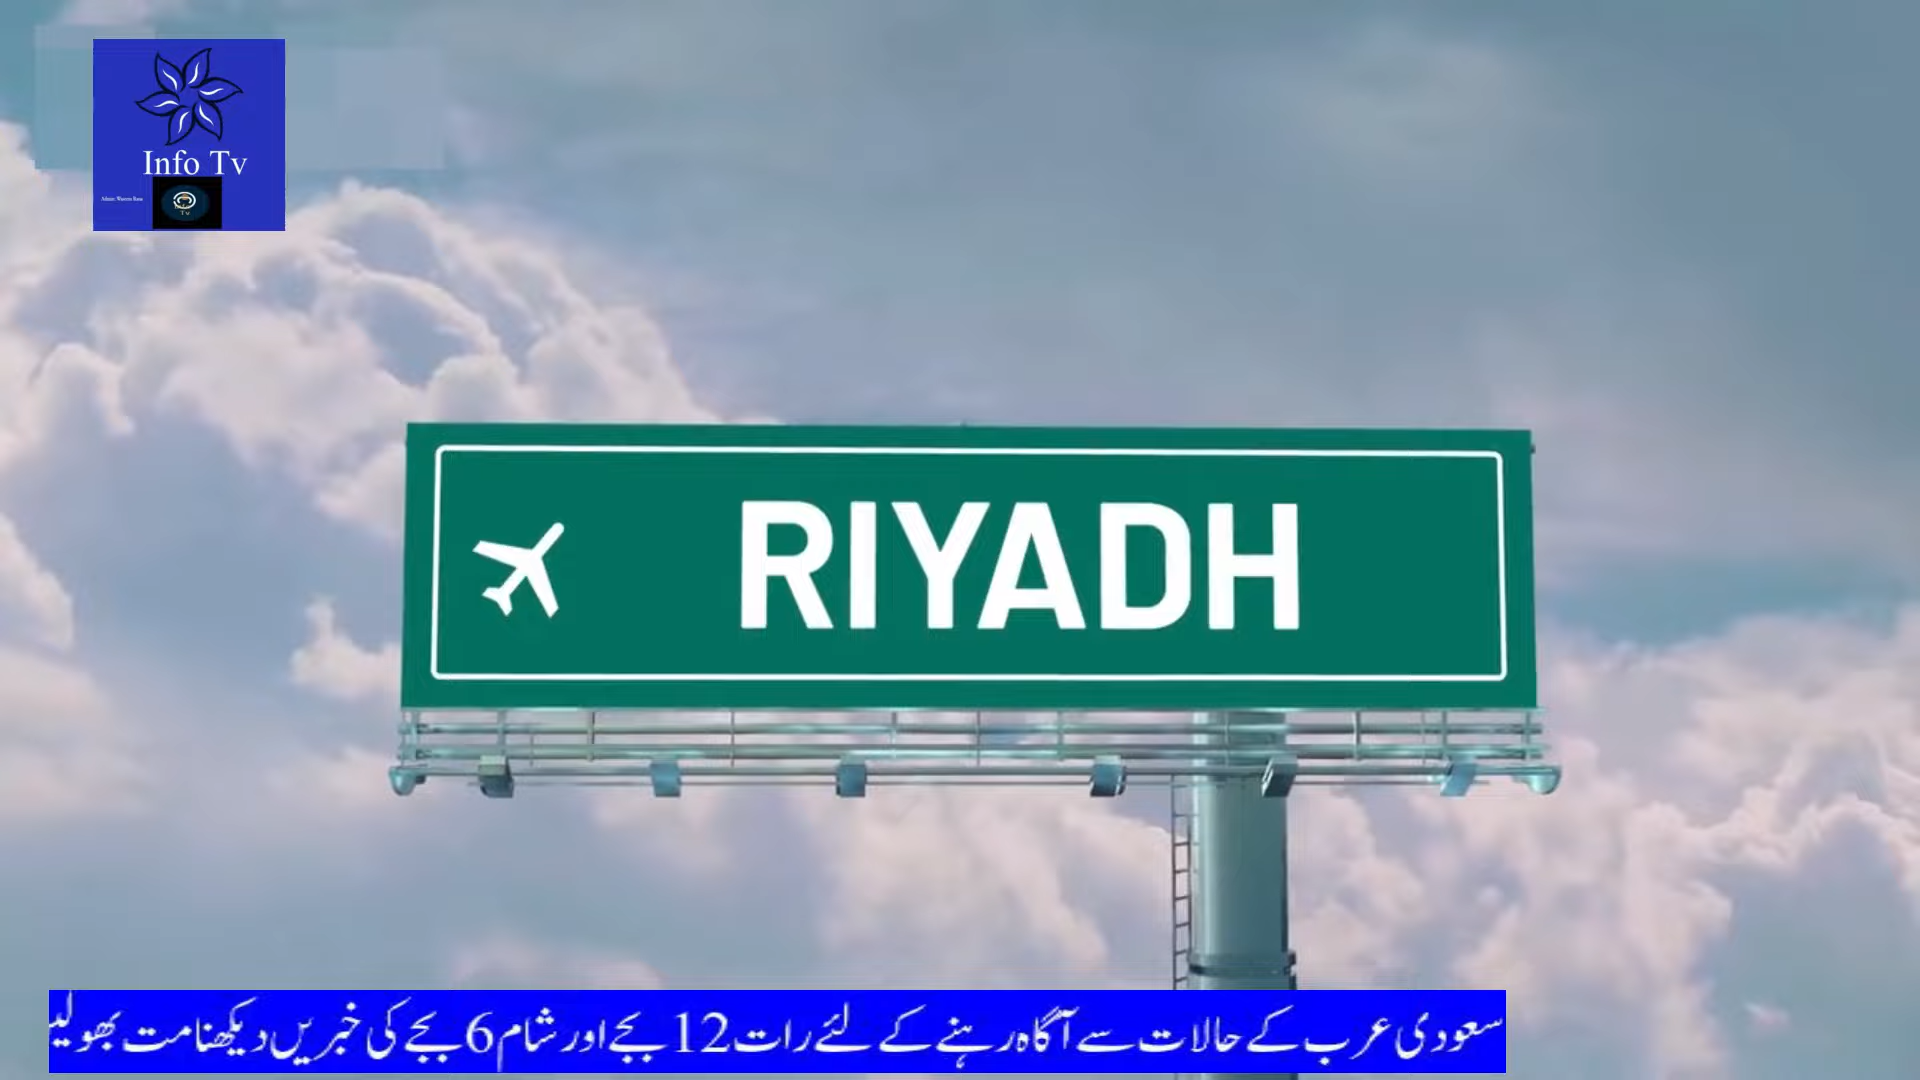 Info Tv
Tv
RIYADH
سعودی عرب کے حالات سے آگاہ رہنے کے لئے رات 12 بجے اور شام 6 بجے کی خبریں دیکھنا مت